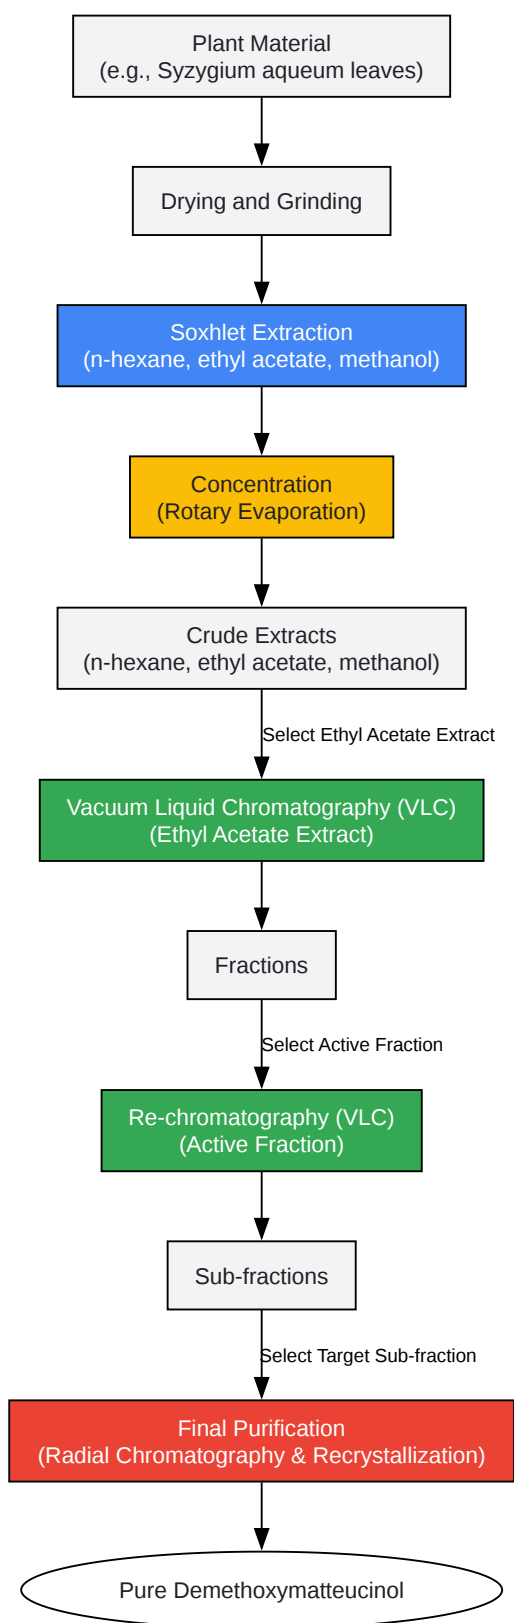 Plant Material
(e.g., Syzygium aqueum leaves)
Drying and Grinding
Soxhlet Extraction
(n-hexane, ethyl acetate, methanol)
Concentration
(Rotary Evaporation)
Crude Extracts
(n-hexane, ethyl acetate, methanol)
Select Ethyl Acetate Extract
Vacuum Liquid Chromatography (VLC)
(Ethyl Acetate Extract)
Fractions
Select Active Fraction
Re-chromatography (VLC)
(Active Fraction)
Sub-fractions
Select Target Sub-fraction
Final Purification
(Radial Chromatography & Recrystallization)
Pure Demethoxymatteucinol